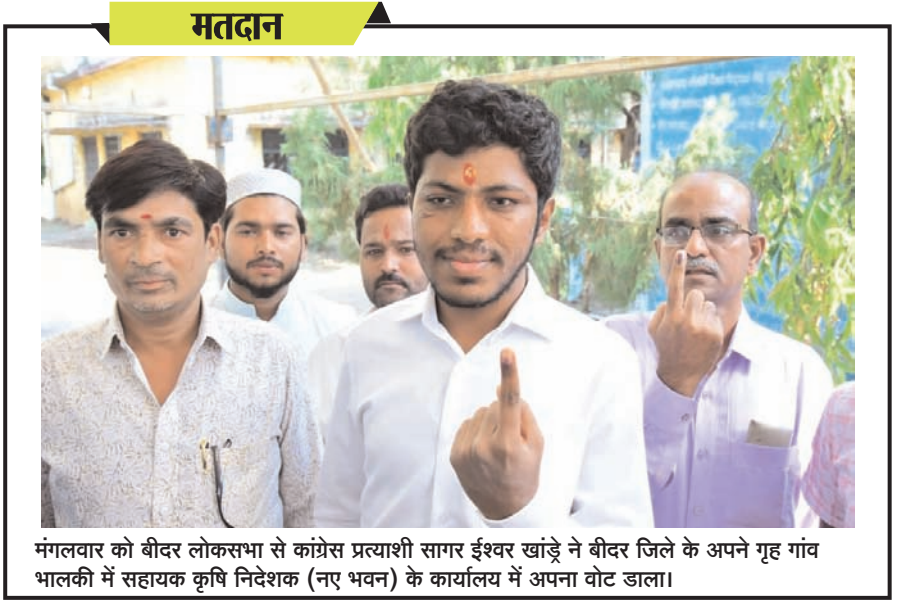 मतदान
मंगलवार को बीदर लोकसभा से कांग्रेस प्रत्याशी सागर ईश्वर खांड्रे ने बीदर जिले के अपने गृह गांव
भालकी में सहायक कृषि निदेशक (नए भवन) के कार्यालय में अपना वोट डाला।